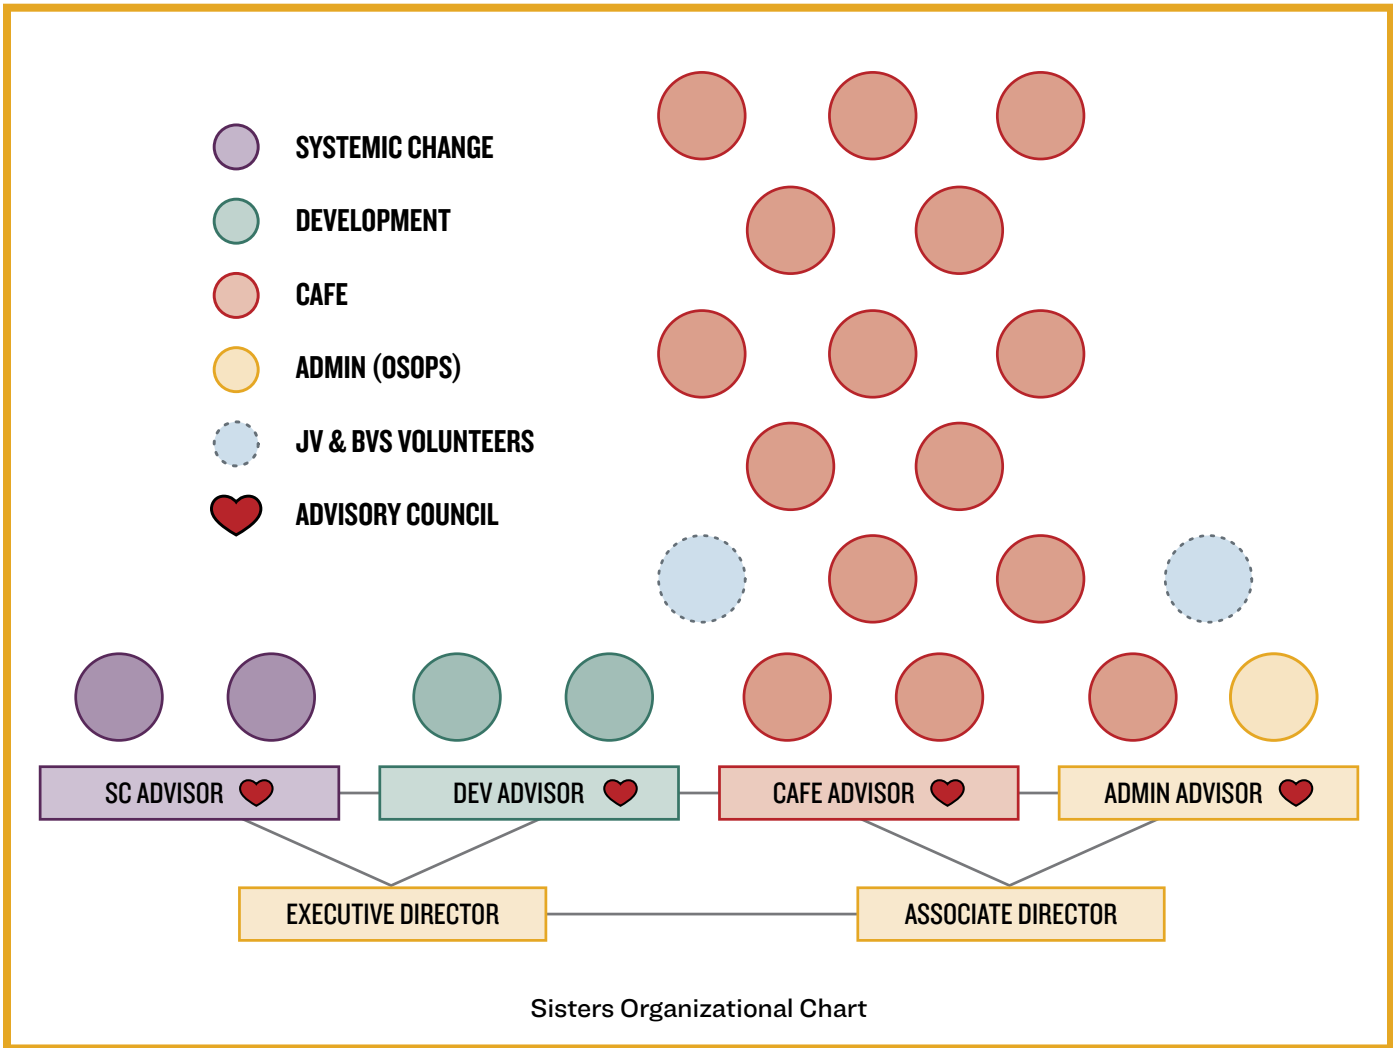 SYSTEMIC CHANGE
DEVELOPMENT
CAFE
ADMIN (OSOPS)
JV & BVS VOLUNTEERS
ADVISORY COUNCIL
SC ADVISOR
DEV ADVISOR
CAFE ADVISOR
ADMIN ADVISOR
EXECUTIVE DIRECTOR
ASSOCIATE DIRECTOR
Sisters Organizational Chart